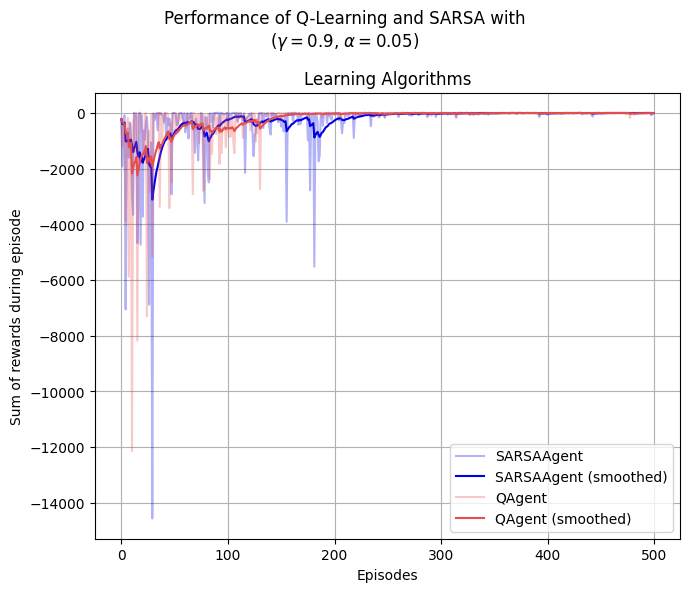 Performance of Q-Learning and SARSA with
(γ = 0.9, α = 0.05)
Learning Algorithms
Sum of rewards during episode
0
−2000
−4000
−6000
−8000
−10000
−12000
−14000
0 100 200 300 400 500
Episodes
SARSAAgent
SARSAAgent (smoothed)
QAgent
QAgent (smoothed)